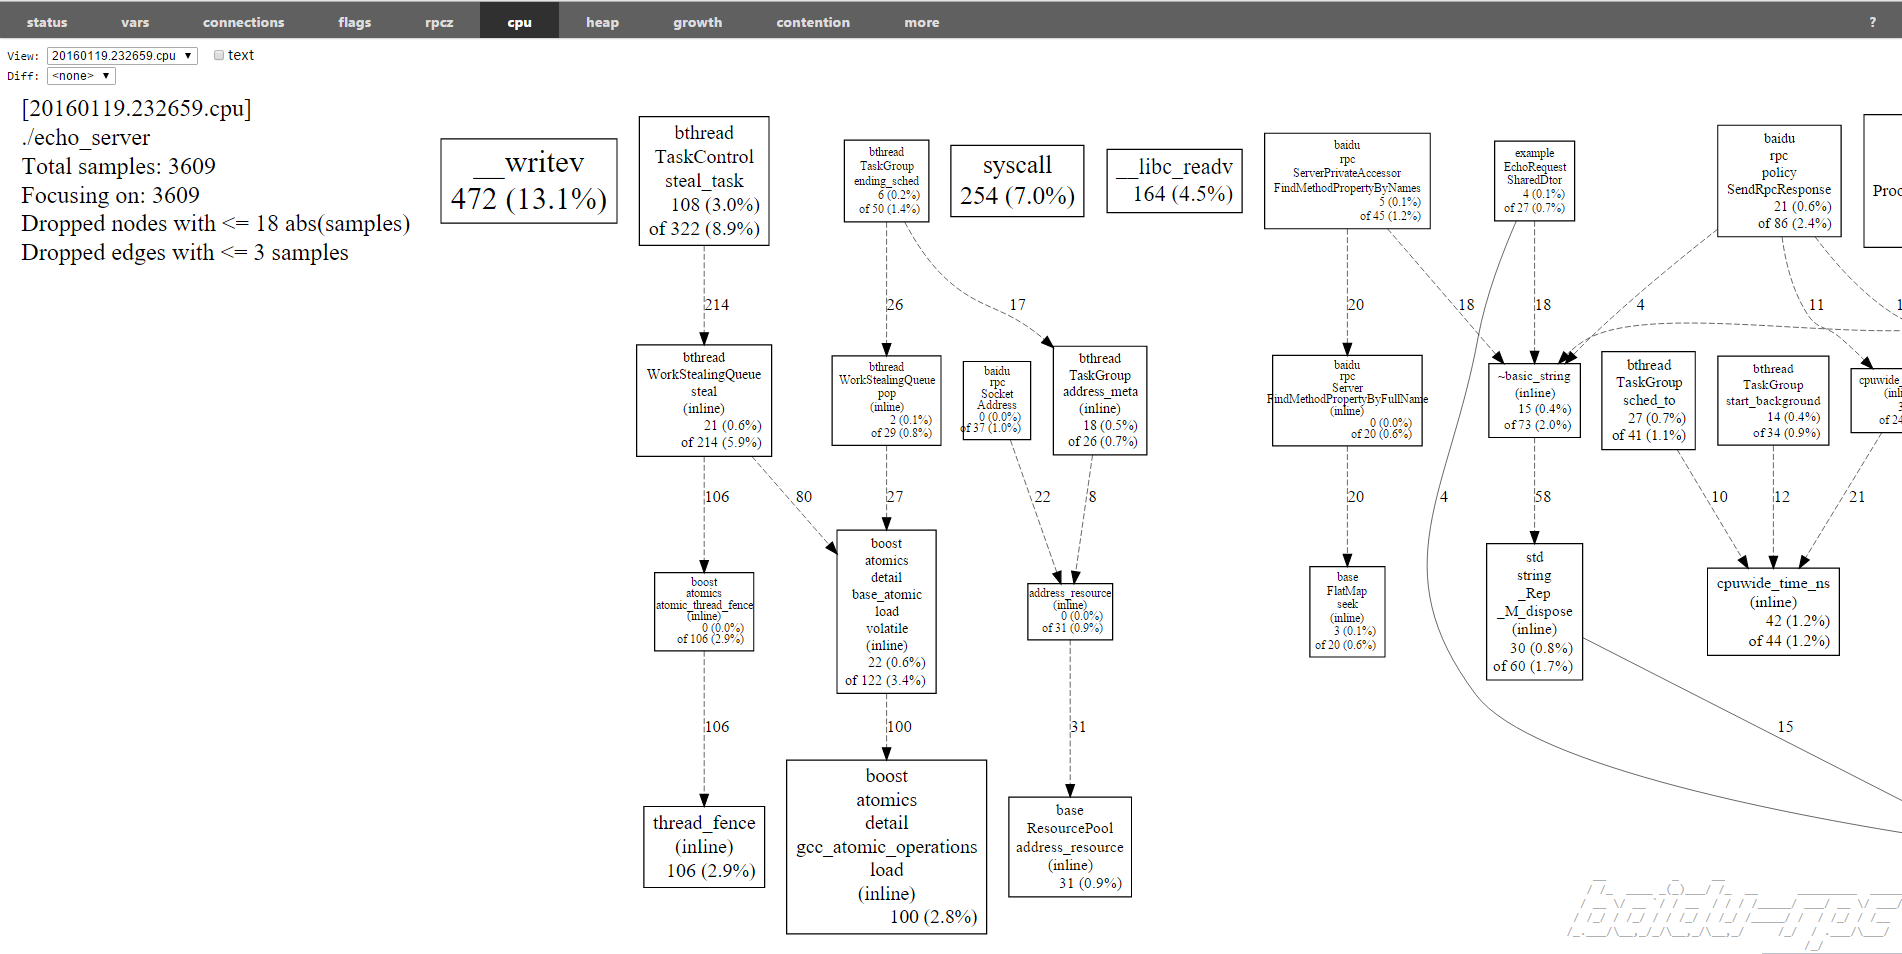 status vars connections flags rpcz cpu heap growth contention more ?
View: 20160119.232659.cpu text
Diff: <none>
[20160119.232659.cpu]
./echo_server
Total samples: 3609
Focusing on: 3609
Dropped nodes with <= 18 abs(samples)
Dropped edges with <= 3 samples
__writev
472 (13.1%)
bthread
TaskControl
steal_task
108 (3.0%)
of 322 (8.9%)
bthread
TaskGroup
ending_sched
6 (0.2%)
of 50 (1.4%)
syscall
254 (7.0%)
__libc_readv
164 (4.5%)
baidu
rpc
ServerPrivateAccessor
FindMethodPropertyByNames
5 (0.1%)
of 45 (1.2%)
example
EchoRequest
SharedDtor
4 (0.1%)
of 27 (0.7%)
baidu
rpc
policy
SendRpcResponse
21 (0.6%)
of 86 (2.4%)
Proc
214
26
17
20
18
18
4
11
1
bthread
WorkStealingQueue
steal
(inline)
21 (0.6%)
of 214 (5.9%)
bthread
WorkStealingQueue
pop
(inline)
2 (0.1%)
of 29 (0.8%)
baidu
rpc
Socket
Address
0 (0.0%)
of 37 (1.0%)
bthread
TaskGroup
address_meta
(inline)
18 (0.5%)
of 26 (0.7%)
baidu
rpc
Server
FindMethodPropertyByFullName
(inline)
0 (0.0%)
of 20 (0.6%)
~basic_string
(inline)
15 (0.4%)
of 73 (2.0%)
bthread
TaskGroup
sched_to
27 (0.7%)
of 41 (1.1%)
bthread
TaskGroup
start_background
14 (0.4%)
of 34 (0.9%)
cpuwide_
(inli
3
of 24
106
80
27
22
8
20
4
58
10
12
21
boost
atomics
atomic_thread_fence
(inline)
0 (0.0%)
of 106 (2.9%)
boost
atomics
detail
base_atomic
load
volatile
(inline)
22 (0.6%)
of 122 (3.4%)
address_resource
(inline)
0 (0.0%)
of 31 (0.9%)
base
FlatMap
seek
(inline)
3 (0.1%)
of 20 (0.6%)
std
string
_Rep
_M_dispose
(inline)
30 (0.8%)
of 60 (1.7%)
cpuwide_time_ns
(inline)
42 (1.2%)
of 44 (1.2%)
106
100
31
15
thread_fence
(inline)
106 (2.9%)
boost
atomics
detail
gcc_atomic_operations
load
(inline)
100 (2.8%)
base
ResourcePool
address_resource
(inline)
31 (0.9%)
baidu-rpc